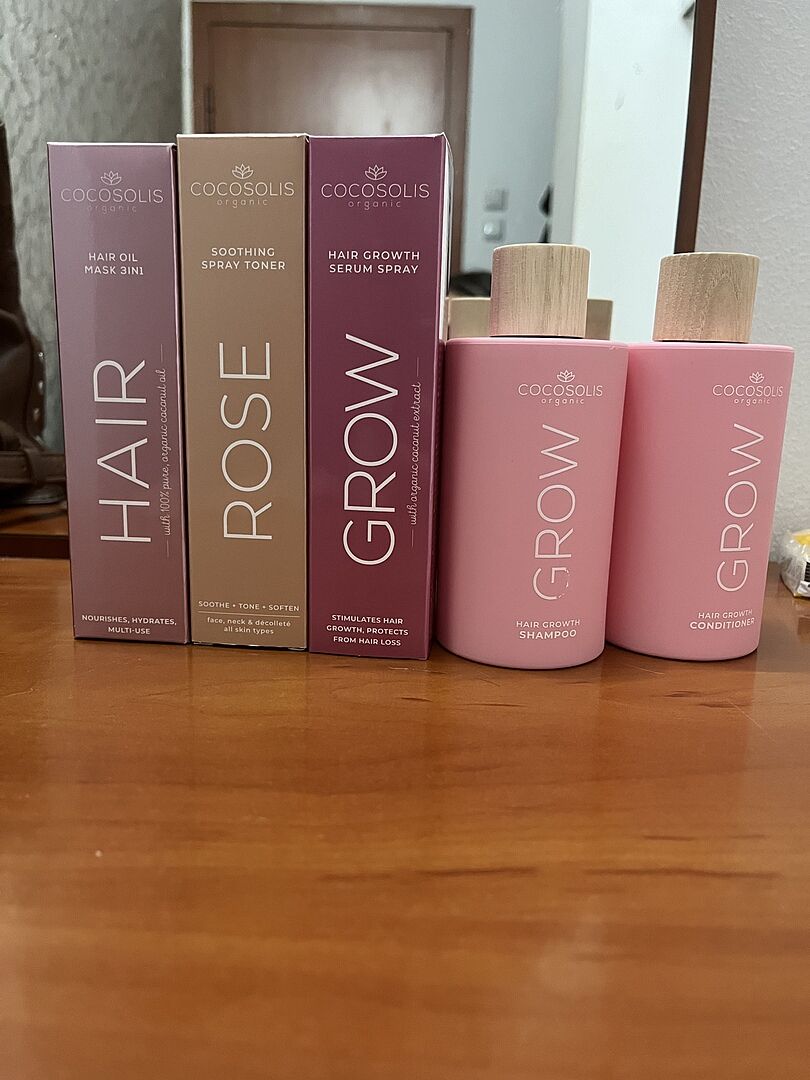 COCOSOLIS
organic
HAIR OIL
MASK 3IN1
HAIR
with 100% pure, organic coconut oil
NOURISHES, HYDRATES,
MULTI-USE
COCOSOLIS
organic
SOOTHING
SPRAY TONER
ROSE
SOOTHE + TONE + SOFTEN
face, neck & décolleté
all skin types
COCOSOLIS
organic
HAIR GROWTH
SERUM SPRAY
GROW
with organic coconut extract
STIMULATES HAIR
GROWTH, PROTECTS
FROM HAIR LOSS
COCOSOLIS
organic
GROW
HAIR GROWTH
SHAMPOO
COCOSOLIS
organic
GROW
HAIR GROWTH
CONDITIONER